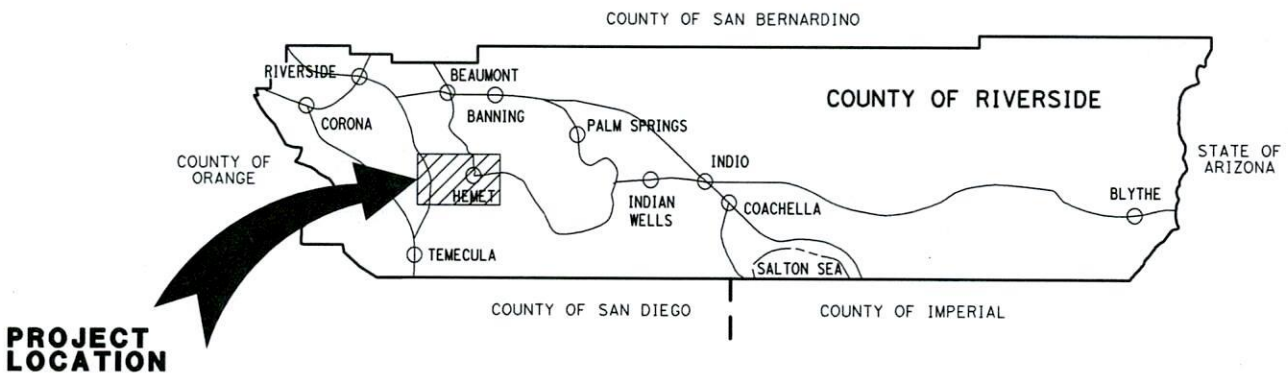 COUNTY OF SAN BERNARDINO
RIVERSIDE
BEAUMONT
COUNTY OF RIVERSIDE
CORONA
BANNING
PALM SPRINGS
COUNTY OF
ORANGE
STATE OF
ARIZONA
INDIO
HEMET
INDIAN
WELLS
COACHELLA
BLYTHE
TEMECULA
SALTON SEA
COUNTY OF SAN DIEGO
COUNTY OF IMPERIAL
PROJECT
LOCATION